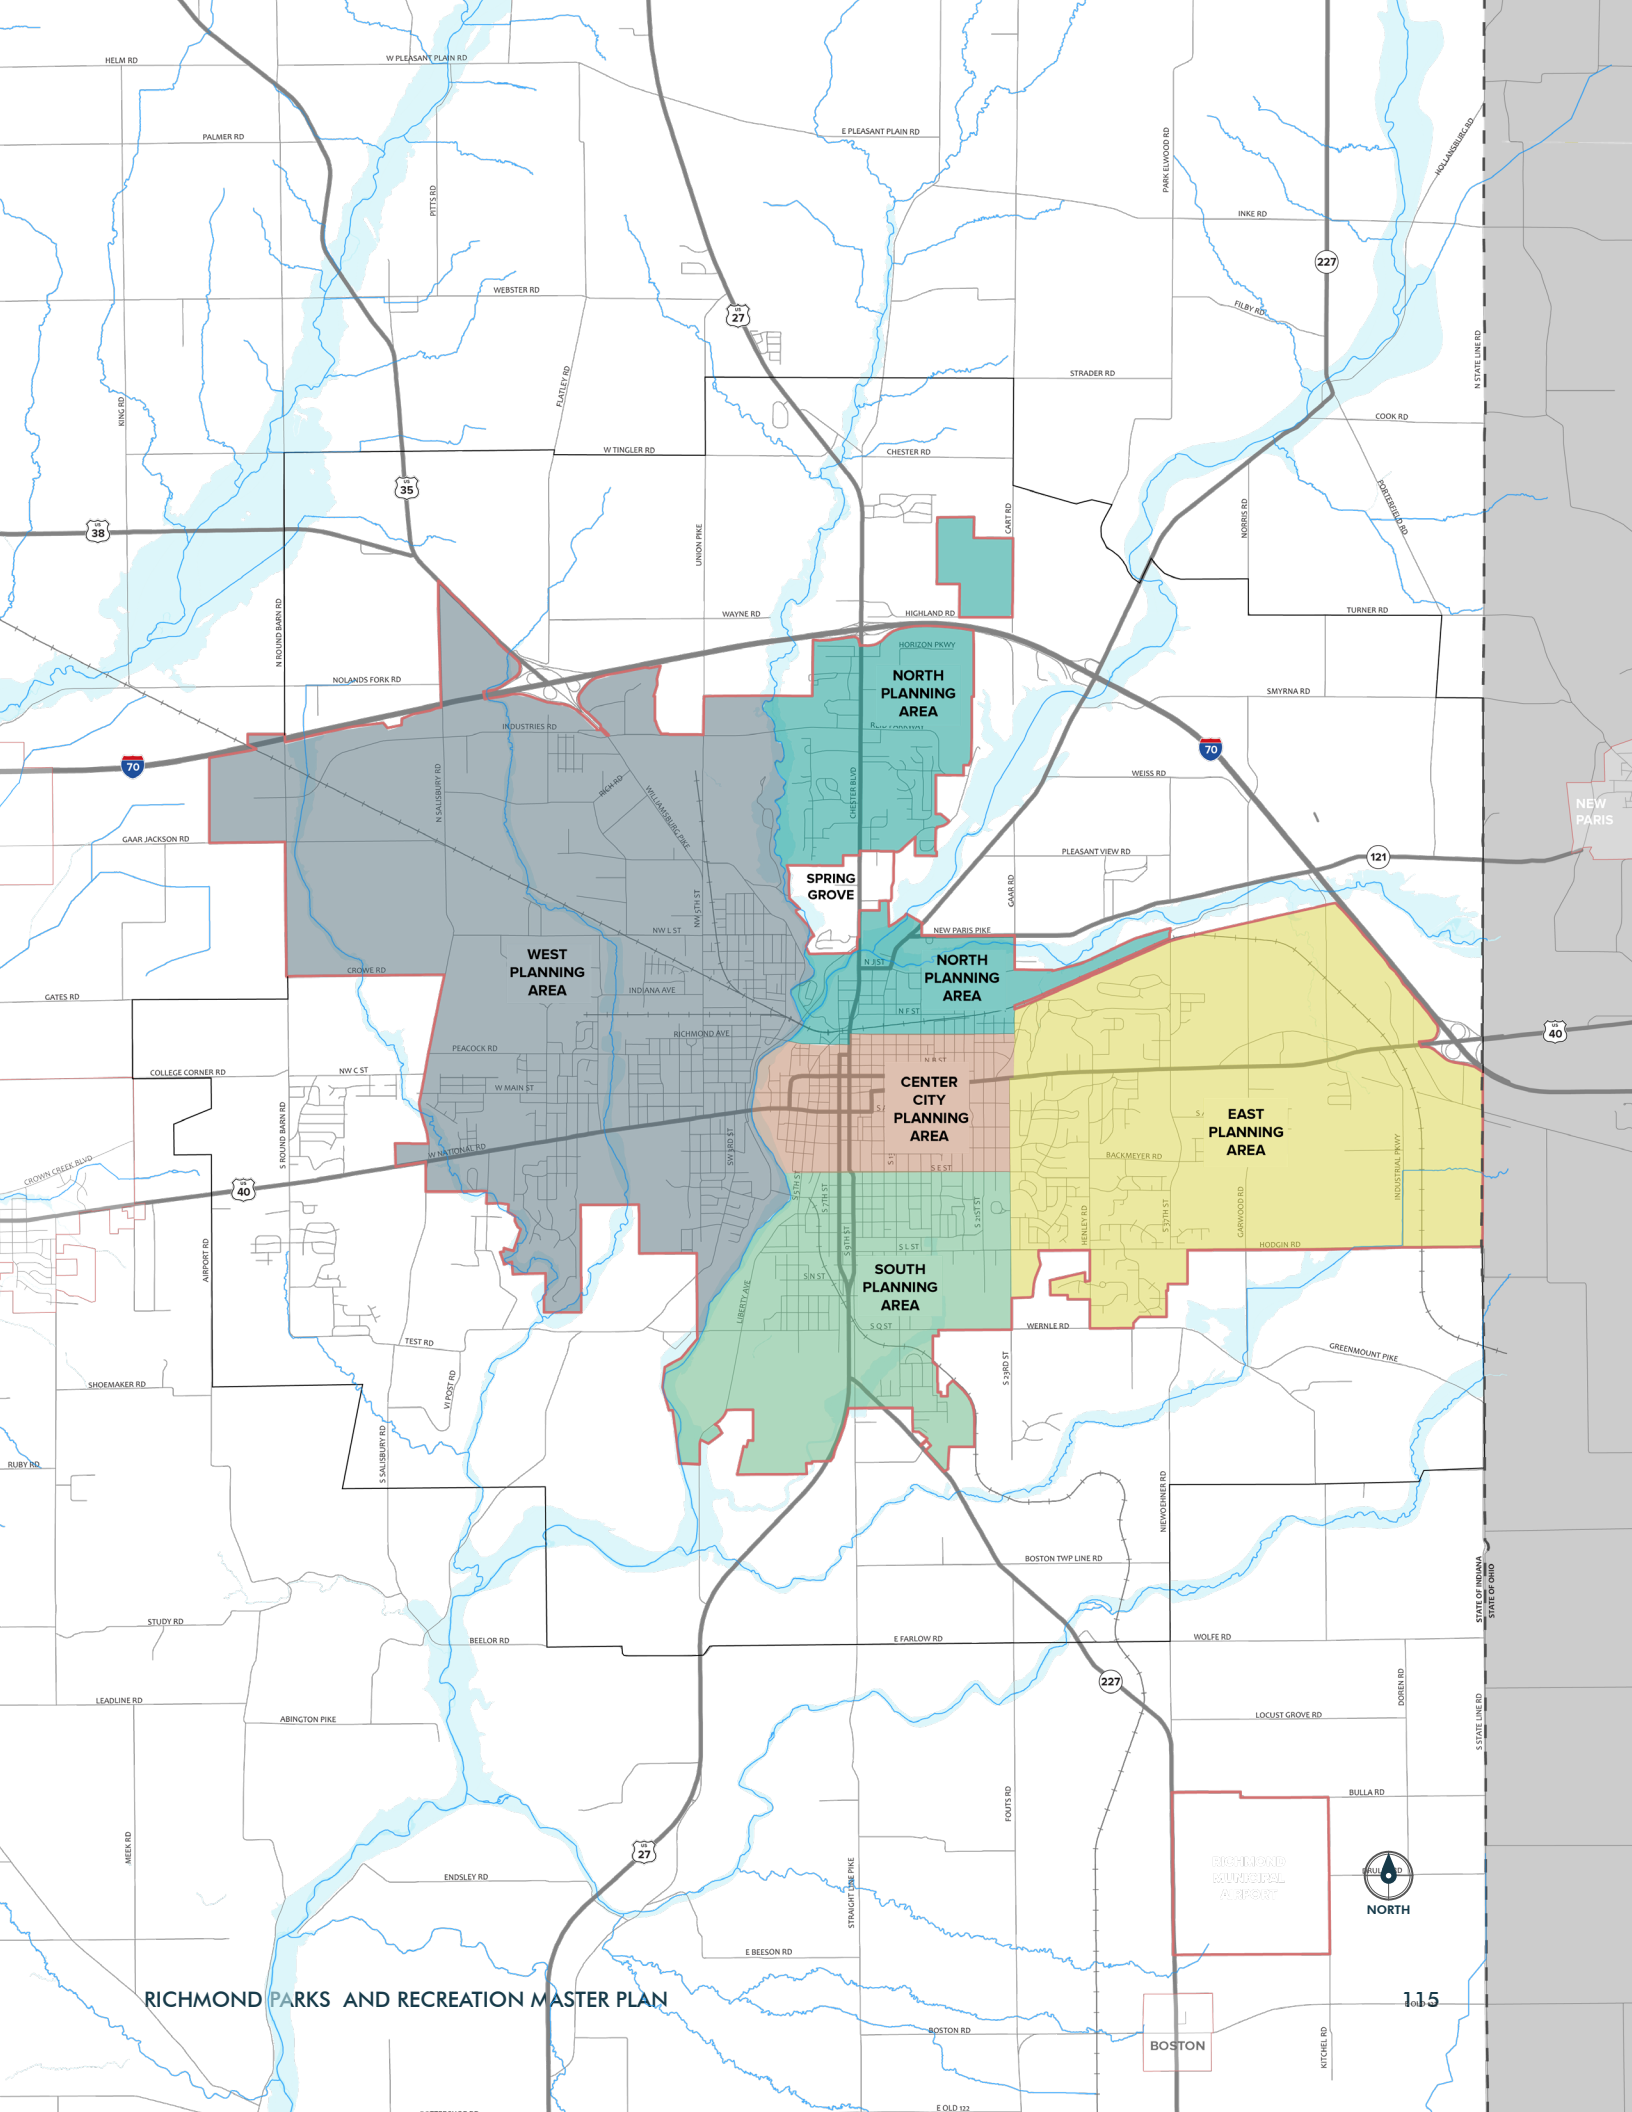 HELM RD
W PLEASANT PLAIN RD
PALMER RD
E PLEASANT PLAIN RD
PARK ELWOOD RD
HOLLANSBURG RD
PITTS RD
INKE RD
227
WEBSTER RD
FILBY RD
US
27
N STATE LINE RD
STRADER RD
KING RD
FLATLEY RD
COOK RD
W TINGLER RD
CHESTER RD
US
35
PORTERFIELD RD
US
38
UNION PIKE
CART RD
NORRIS RD
N ROUND BARN RD
WAYNE RD
HIGHLAND RD
TURNER RD
HORIZON PKWY
NOLANDS FORK RD
NORTH
PLANNING
AREA
SMYRNA RD
INDUSTRIES RD
70
70
N SALISBURY RD
RICH RD
WILLIAMSBURG PIKE
CHESTER BLVD
WEISS RD
NEW
PARIS
GAAR JACKSON RD
PLEASANT VIEW RD
121
SPRING
GROVE
GAAR RD
NW 5TH ST
NW L ST
NEW PARIS PIKE
WEST
PLANNING
AREA
CROWE RD
N J ST
NORTH
PLANNING
AREA
GATES RD
INDIANA AVE
N F ST
RICHMOND AVE
US
40
PEACOCK RD
N B ST
COLLEGE CORNER RD
NW C ST
W MAIN ST
CENTER
CITY
PLANNING
AREA
EAST
PLANNING
AREA
S ROUND BARN RD
SW 3RD ST
W NATIONAL RD
BACKMEYER RD
INDUSTRIAL PKWY
CROWN CREEK BLVD
S E ST
US
40
S 5TH ST
S 7TH ST
S 9TH ST
S 21ST ST
HENLEY RD
S 37TH ST
GARWOOD RD
AIRPORT RD
S L ST
HODGIN RD
SOUTH
PLANNING
AREA
S N ST
LIBERTY AVE
S Q ST
WERNLE RD
TEST RD
GREENMOUNT PIKE
S 23RD ST
SHOEMAKER RD
VI POST RD
S SALISBURY RD
RUBY RD
NIEWOEHNER RD
BOSTON TWP LINE RD
STATE OF INDIANA
STATE OF OHIO
STUDY RD
BEELOR RD
E FARLOW RD
WOLFE RD
227
DOREN RD
LEADLINE RD
ABINGTON PIKE
LOCUST GROVE RD
S STATE LINE RD
BULLA RD
FOUTS RD
MEEK RD
US
27
STRAIGHT LINE PIKE
ENDSLEY RD
RICHMOND
MUNICIPAL
AIRPORT
NORTH
E BEESON RD
RICHMOND PARKS AND RECREATION MASTER PLAN
115
BOSTON RD
BOSTON
KITCHEL RD
E OLD 122